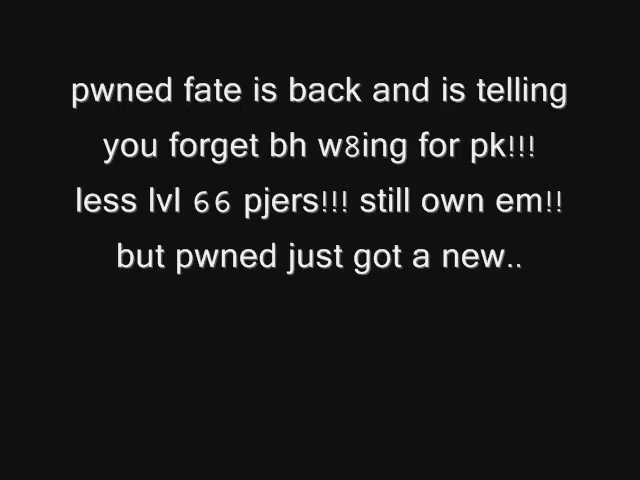 pwned fate is back and is telling
you forget bh w8ing for pk!!!
less lvl 66 pjers!!! still own em!!
but pwned just got a new..